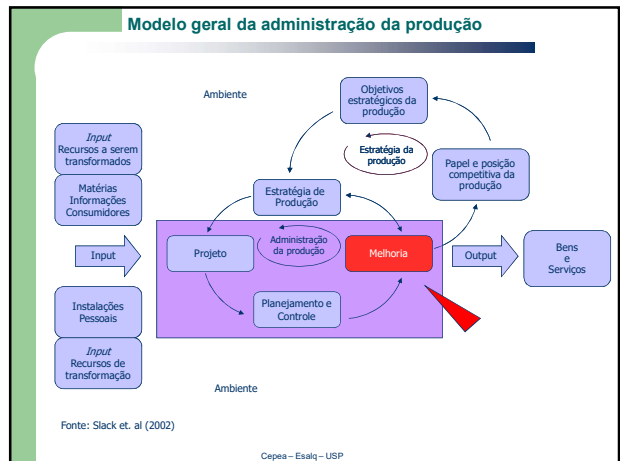 Modelo geral da administração da produção
Ambiente
Objetivos
estratégicos da
produção
Input
Recursos a serem
transformados
Estratégia da
produção
Papel e posição
competitiva da
produção
Matérias
Informações
Consumidores
Estratégia de
Produção
Input
Projeto
Administração
da produção
Melhoria
Output
Bens
e
Serviços
Instalações
Pessoais
Planejamento e
Controle
Input
Recursos de
transformação
Ambiente
Fonte: Slack et. al (2002)
Cepea – Esalq – USP